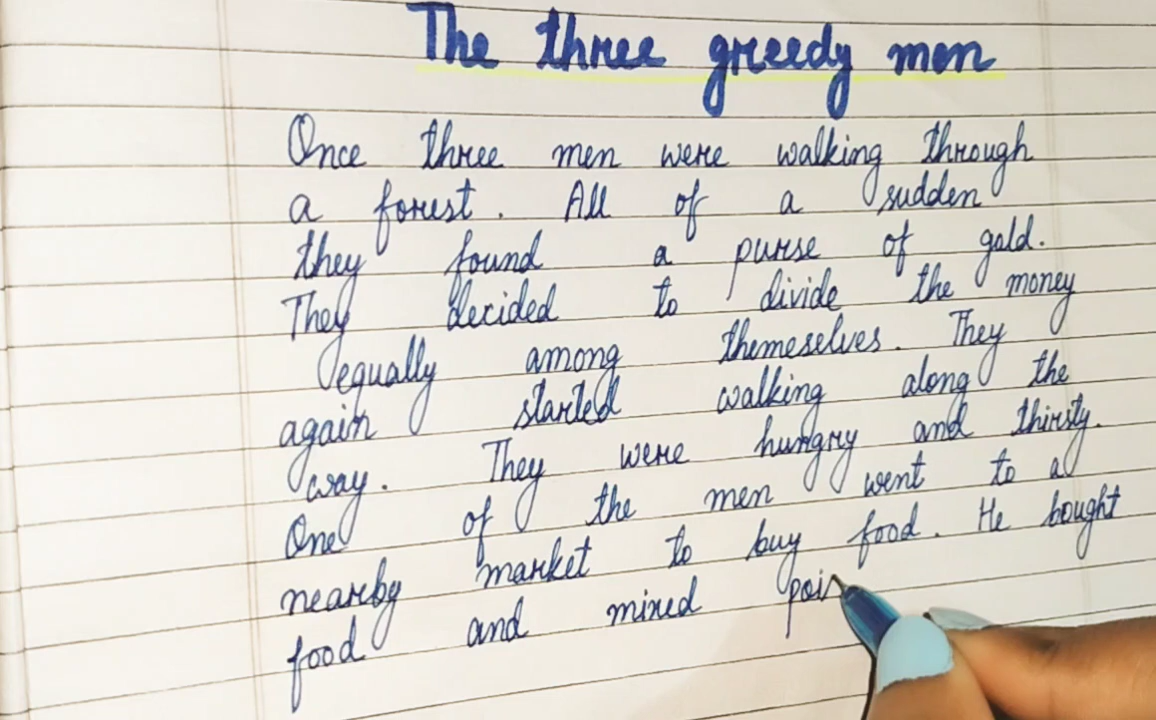 The three greedy men
Once three men were walking through
a forest. All of a sudden
they found a purse of gold.
They decided to divide the money
equally among themeselves. They
again started walking along the
way. They were hungry and thirsty.
One of the men went to a
nearby market to buy food. He bought
food and mixed pois